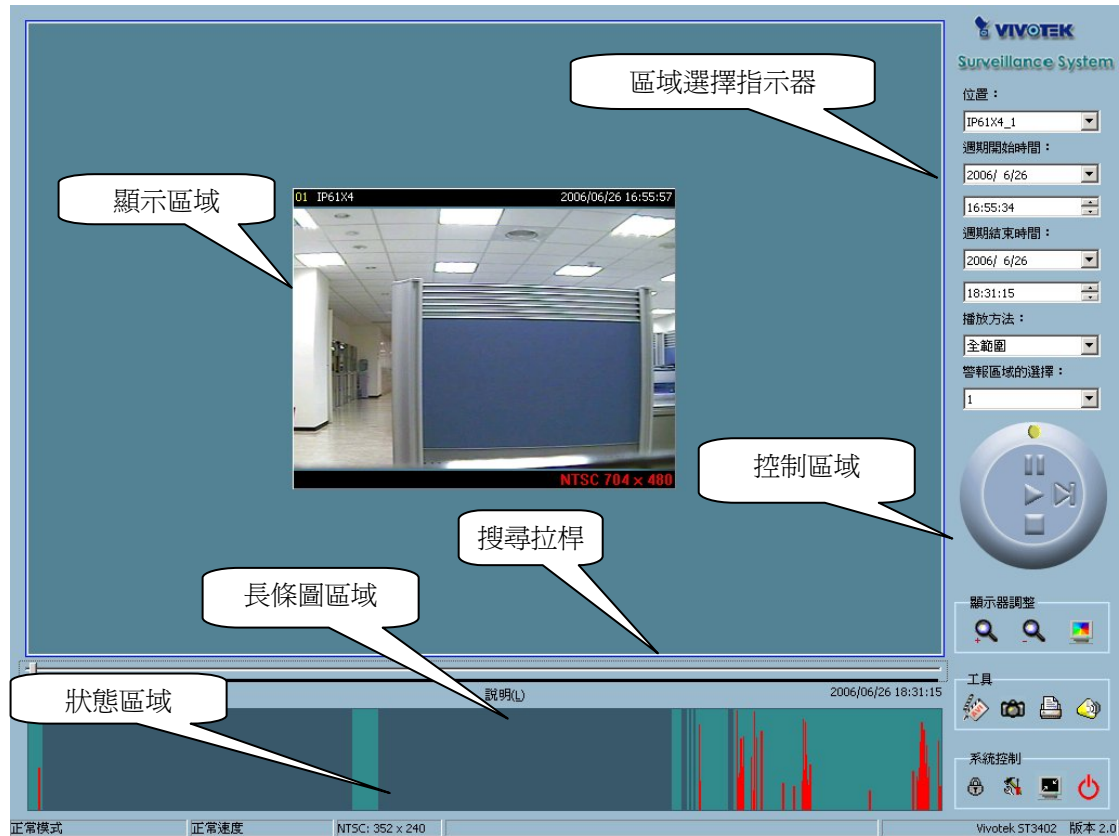 VIVOTEK
Surveillance System
區域選擇指示器
位置：
IP61X4_1
週期開始時間：
2006/ 6/26
16:55:34
週期結束時間：
2006/ 6/26
18:31:15
播放方法：
全範圍
警報區域的選擇：
1
顯示區域
01 IP61X4 2006/06/26 16:55:57
NTSC 704 x 480
控制區域
搜尋拉桿
長條圖區域
顯示器調整
狀態區域
説明(L)
2006/06/26 18:31:15
工具
AVI
系統控制
正常模式
正常速度
NTSC: 352 x 240
Vivotek ST3402 版本 2.0